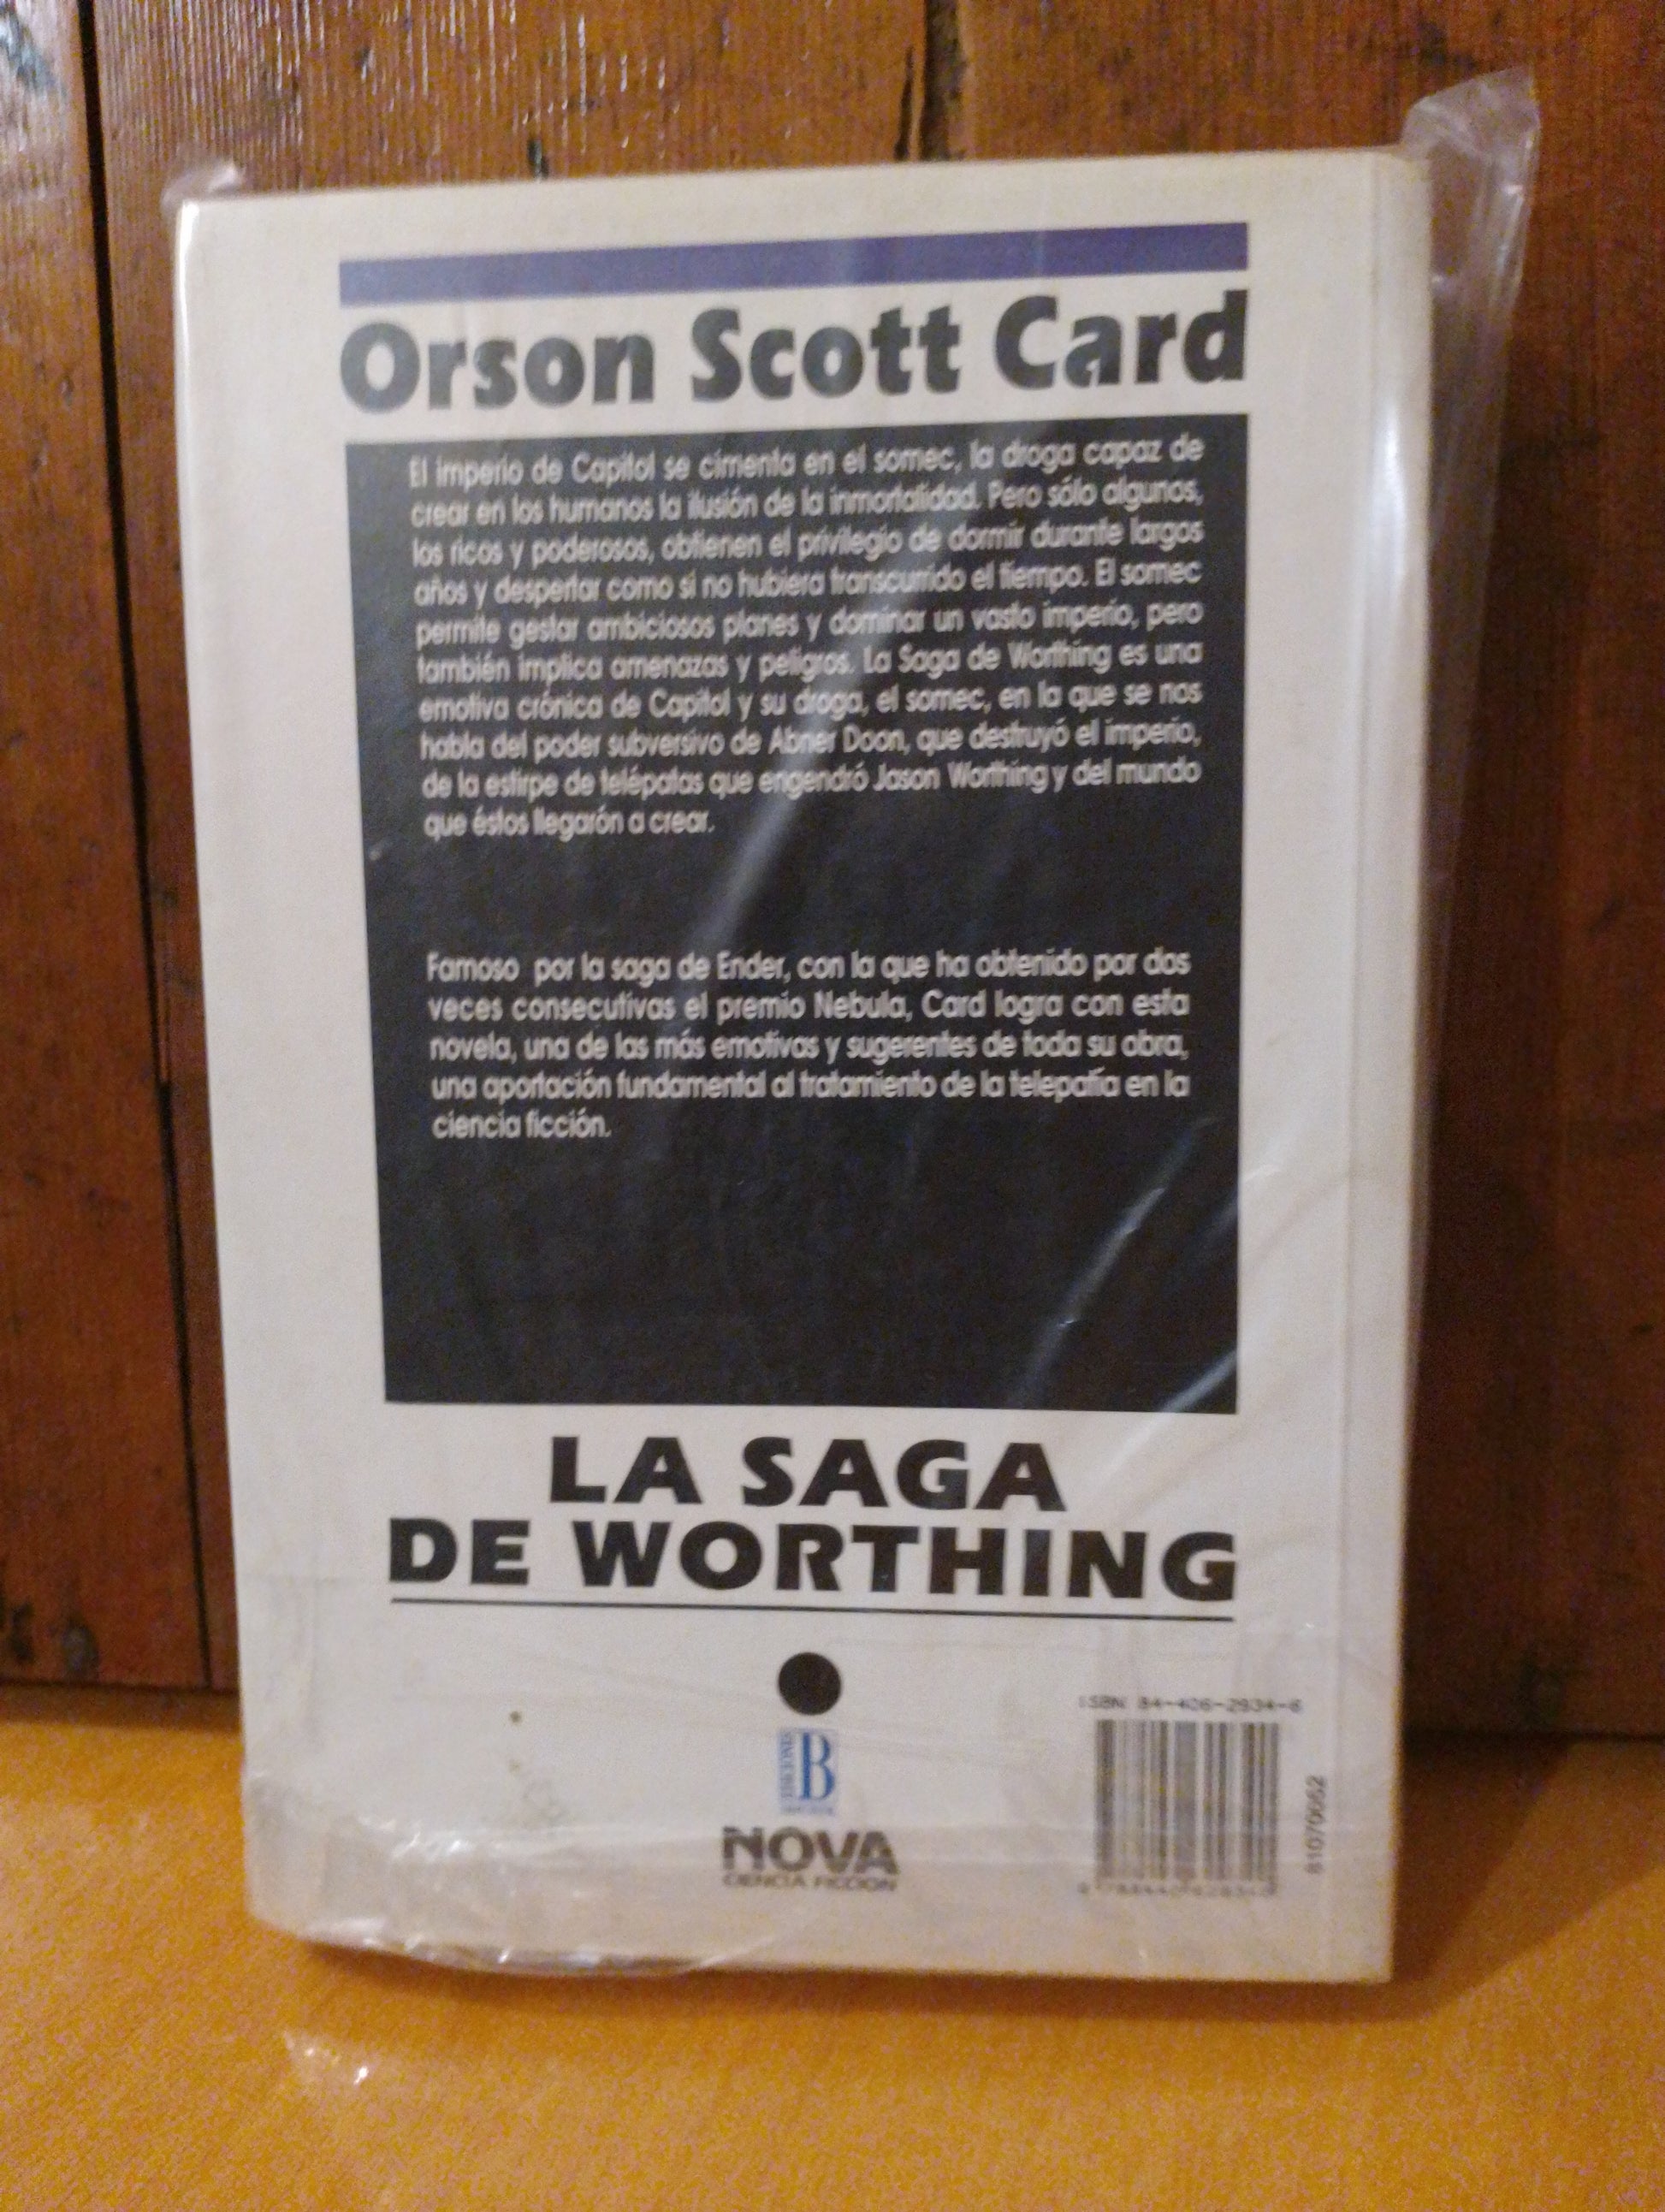 Orson Scott Card
El imperio de Capitol se cimenta en el somec, la droga capaz de
crear en los humanos la ilusión de la inmortalidad. Pero sólo algunos,
los ricos y poderosos, obtienen el privilegio de dormir durante largos
años y despertar como si no hubiera transcurrido el tiempo. El somec
permite gestar ambiciosos planes y dominar un vasto imperio, pero
también implica amenazas y peligros. La Saga de Worthing es una
emotiva crónica de Capitol y su droga, el somec, en la que se nos
habla del poder subversivo de Abner Doon, que destruyó el imperio,
de la estirpe de telépatas que engendró Jason Worthing y del mundo
que éstos llegarón a crear.
Famoso por la saga de Ender, con la que ha obtenido por dos
veces consecutivas el premio Nebula, Card logra con esta
novela, una de las más emotivas y sugerentes de toda su obra,
una aportación fundamental al tratamiento de la telepatía en la
ciencia ficción.
LA SAGA
DE WORTHING
EDICIONES
B
NOVA
CIENCIA FICCION
ISBN 84-406-2934-6
81070062